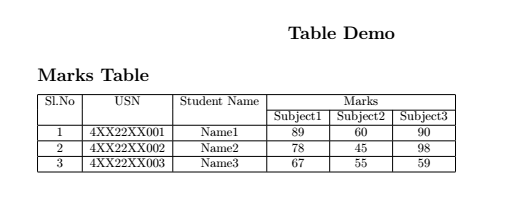 Table Demo
Marks Table
Sl.No USN Student Name Marks
Subject1 Subject2 Subject3
1 4XX22XX001 Name1 89 60 90
2 4XX22XX002 Name2 78 45 98
3 4XX22XX003 Name3 67 55 59